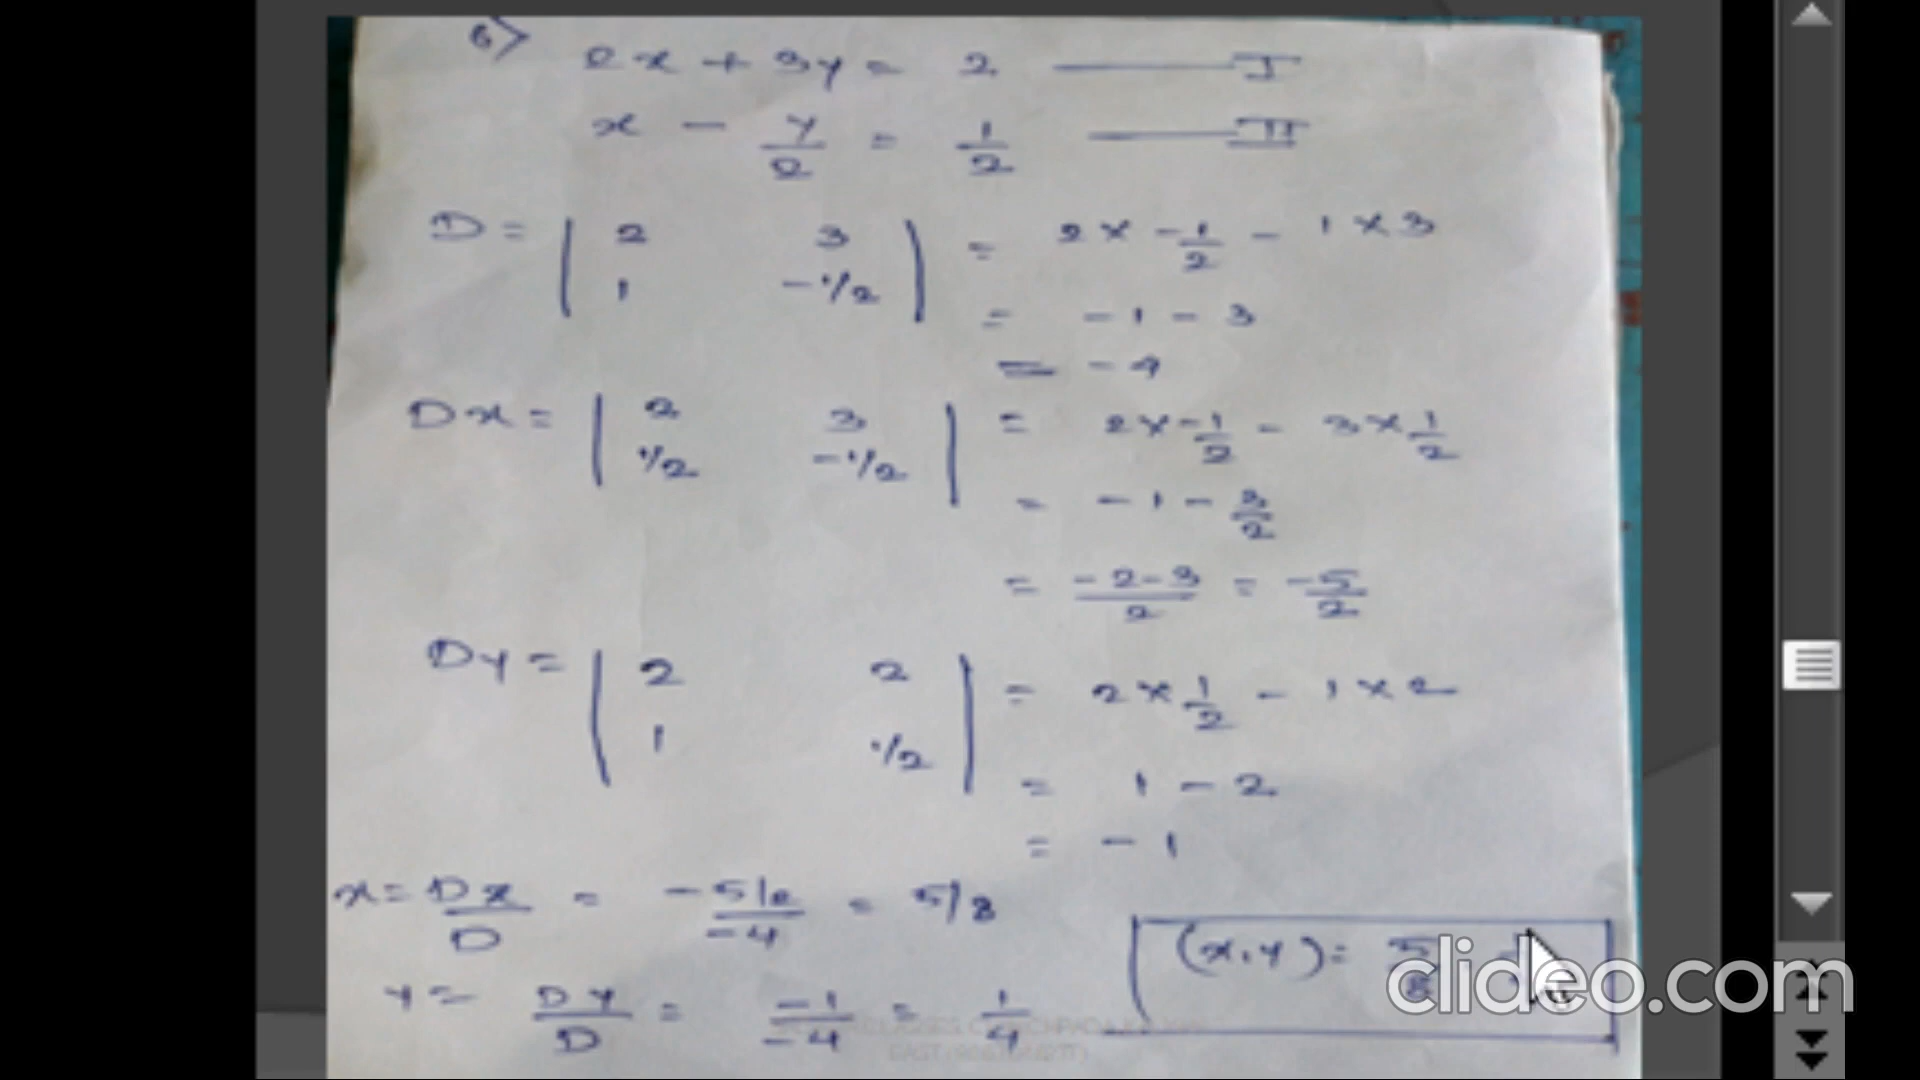 6>
2x + 3y = 2 ——— I
x - y/2 = 1/2 ——— II
D = | 2 3 | = 2 x -1/2 - 1 x 3
| 1 -1/2 |
= -1 - 3
= -4
Dx = | 2 3 | = 2 x -1/2 - 3 x 1/2
| 1/2 -1/2 |
= -1 - 3/2
= -2-3/2 = -5/2
Dy = | 2 2 | = 2 x 1/2 - 1 x 2
| 1 1/2 |
= 1 - 2
= -1
x = Dx/D = -5/2/-4 = 5/8
y = Dy/D = -1/-4 = 1/4
(x,y) = 5/8
clideo.com